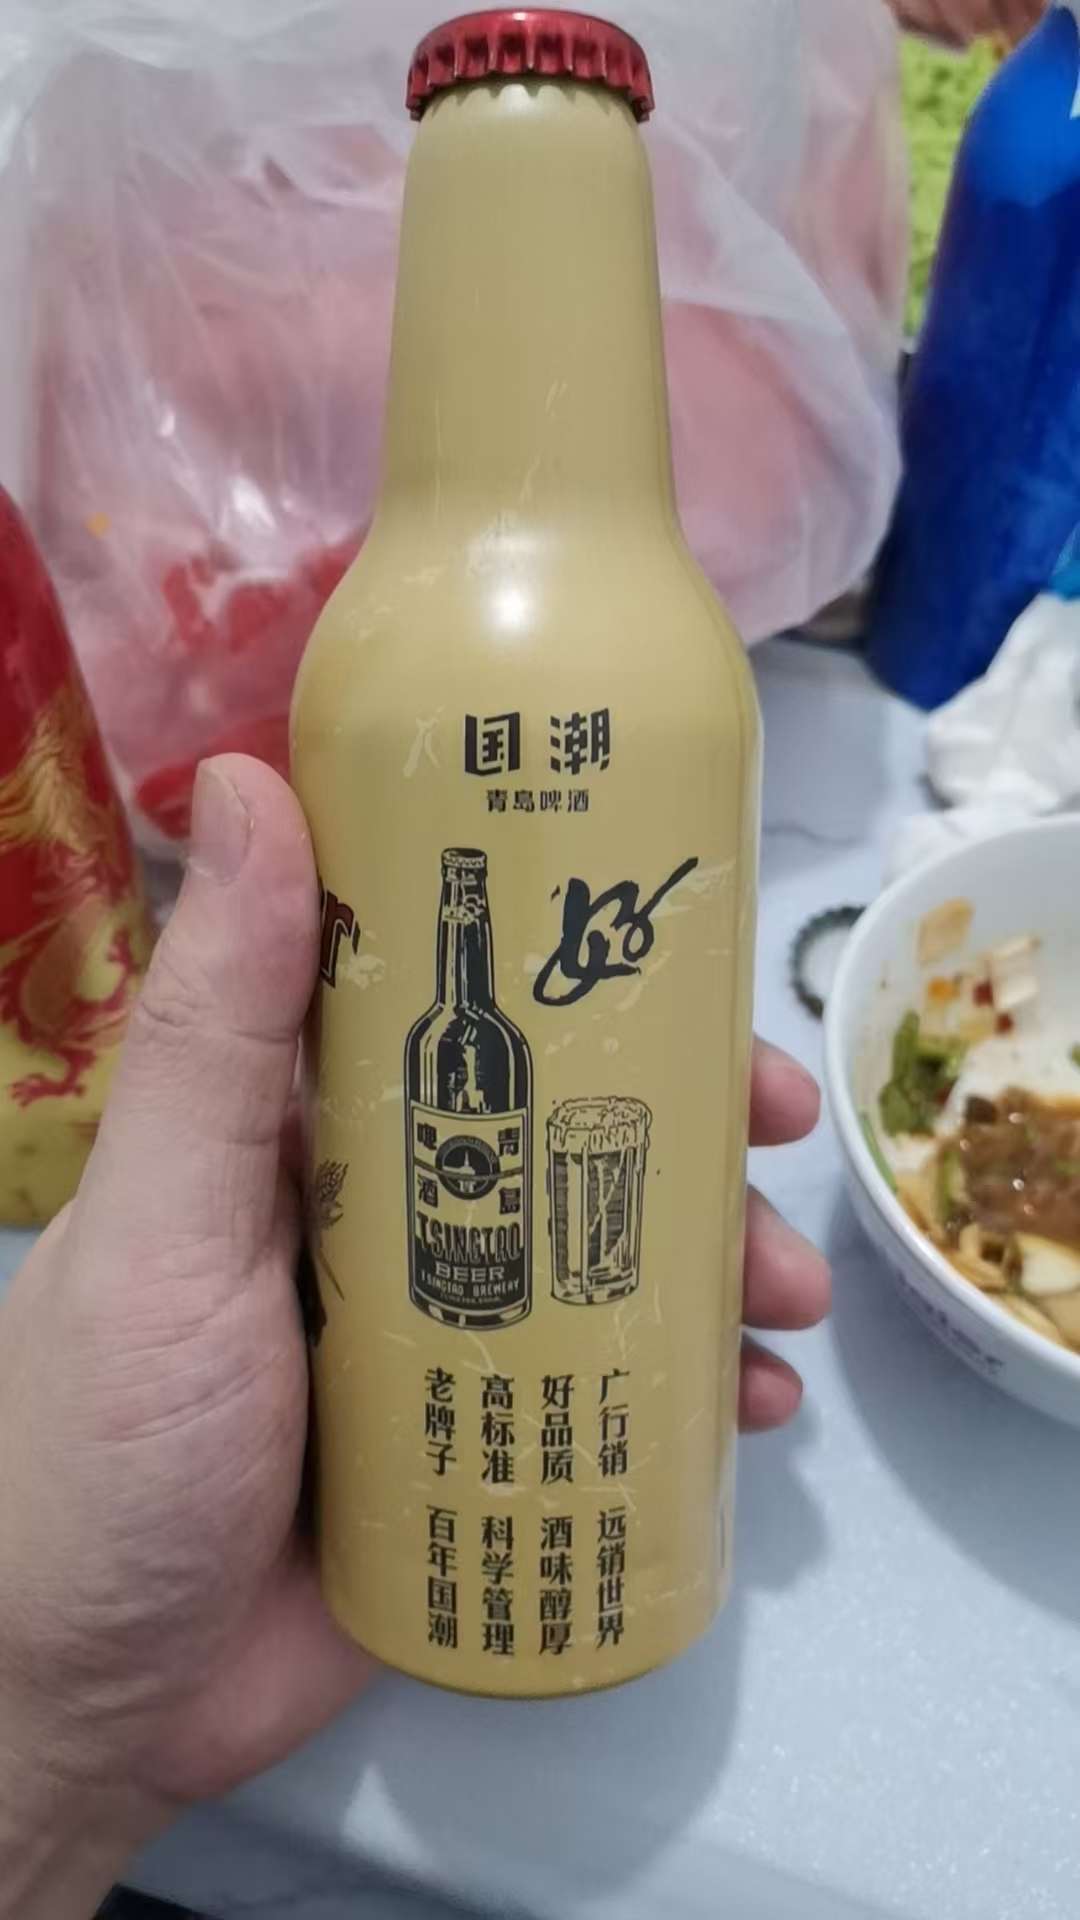 国潮
青岛啤酒
好
青岛
啤酒
TSINGTAO
BEER
TSINGTAO BREWERY
广行销 远销世界
好品质 酒味醇厚
高标准 科学管理
老牌子 百年国潮